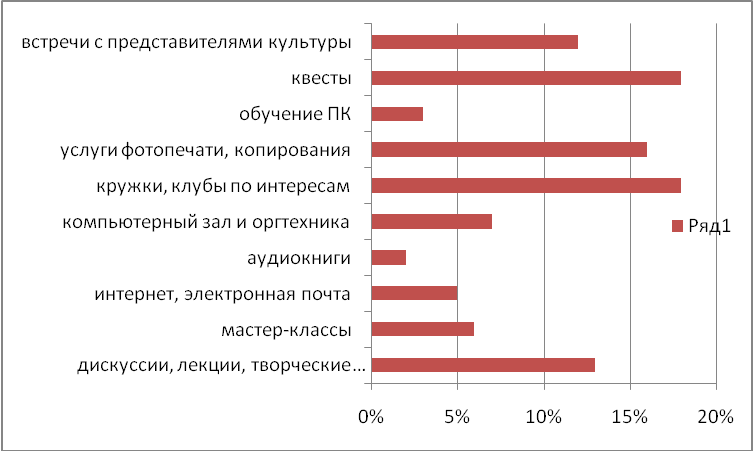 встречи с представителями культуры
квесты
обучение ПК
услуги фотопечати, копирования
кружки, клубы по интересам
компьютерный зал и оргтехника
Ряд1
аудиокниги
интернет, электронная почта
мастер-классы
дискуссии, лекции, творческие...
0% 5% 10% 15% 20%